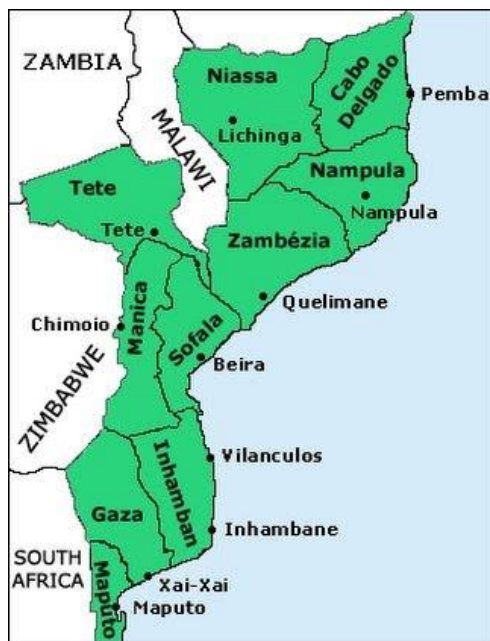 ZAMBIA
Niassa
Cabo
Delgado
Pemba
Lichinga
MALAWI
Tete
Nampula
Nampula
Tete
Zambézia
Quelimane
Chimoio
Manica
Sofala
Beira
ZIMBABWE
Vilanculos
Inhamban
Gaza
Inhambane
SOUTH
AFRICA
Maputo
Xai-Xai
Maputo